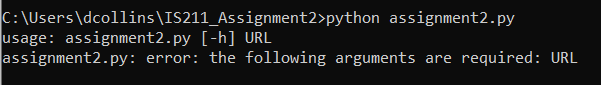 C:\Users\dcollins\IS211_Assignment2>python assignment2.py
usage: assignment2.py [-h] URL
assignment2.py: error: the following arguments are required: URL